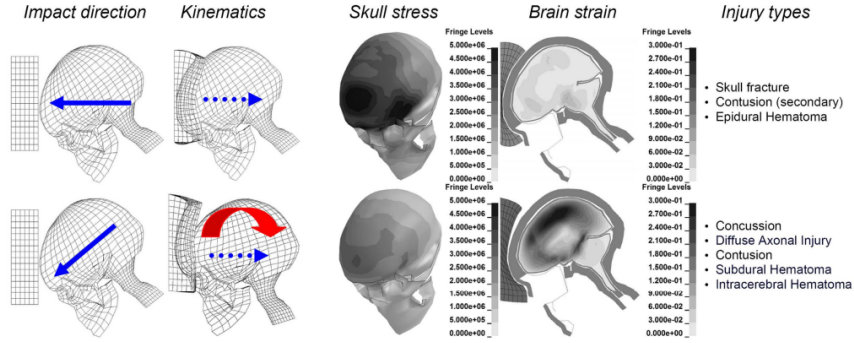 Impact direction Kinematics Skull stress Brain strain Injury types
Fringe Levels
5.000e+06
4.500e+06
4.000e+06
3.500e+06
3.000e+06
2.500e+06
2.000e+06
1.500e+06
1.000e+06
5.000e+05
0.000e+00
Fringe Levels
3.000e-01
2.700e-01
2.400e-01
2.100e-01
1.800e-01
1.500e-01
1.200e-01
9.000e-02
6.000e-02
3.000e-02
0.000e+00
• Skull fracture
• Contusion (secondary)
• Epidural Hematoma
Fringe Levels
5.000e+06
4.500e+06
4.000e+06
3.500e+06
3.000e+06
2.500e+06
2.000e+06
1.500e+06
1.000e+06
5.000e+05
0.000e+00
Fringe Levels
3.000e-01
2.700e-01
2.400e-01
2.100e-01
1.800e-01
1.500e-01
1.200e-01
9.000e-02
6.000e-02
3.000e-02
0.000e+00
• Concussion
• Diffuse Axonal Injury
• Contusion
• Subdural Hematoma
• Intracerebral Hematoma